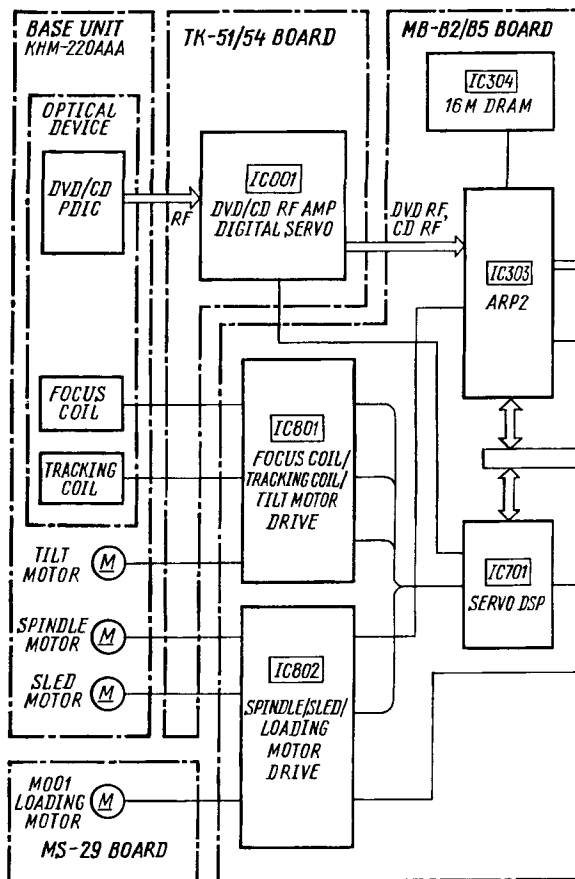 BASE UNIT
KHM-220AAA
TK-51/54 BOARD
MB-82/85 BOARD
OPTICAL
DEVICE
DVD/CD
PDIC
RF
IC001
DVD/CD RF AMP
DIGITAL SERVO
DVD RF,
CD RF
IC304
16M DRAM
IC303
ARP2
FOCUS
COIL
TRACKING
COIL
IC801
FOCUS COIL/
TRACKING COIL/
TILT MOTOR
DRIVE
TILT
MOTOR
M
SPINDLE
MOTOR
M
SLED
MOTOR
M
IC701
SERVO DSP
IC802
SPINDLE/SLED/
LOADING
MOTOR
DRIVE
M001
LOADING
MOTOR
M
MS-29 BOARD